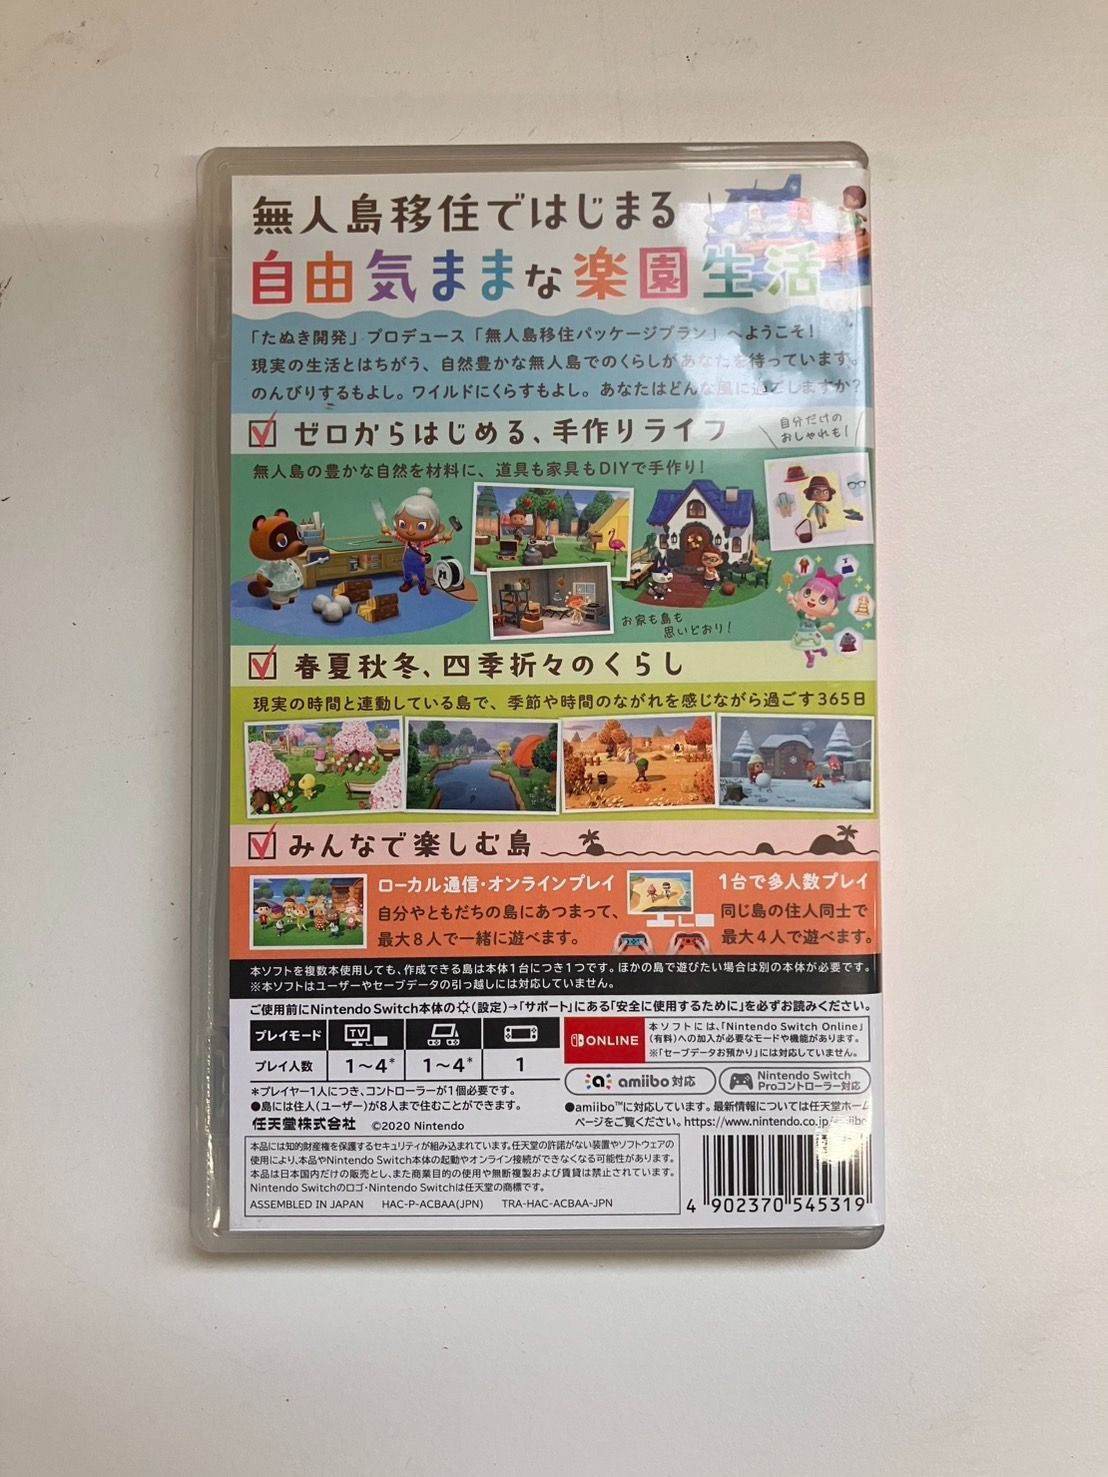 無人島移住ではじまる
自由気ままな楽園生活
「たぬき開発」プロデュース「無人島移住パッケージプラン」へようこそ！
現実の生活とはちがう、自然豊かな無人島でのくらしがあなたを待っています。
のんびりするもよし。ワイルドにくらすもよし。あなたはどんな風に過ごしますか？
ゼロからはじめる、手作りライフ
自分だけの
おしゃれも！
無人島の豊かな自然を材料に、道具も家具もDIYで手作り！
お家も島も
思いどおり！
春夏秋冬、四季折々のくらし
現実の時間と連動している島で、季節や時間のながれを感じながら過ごす365日
みんなで楽しむ島
ローカル通信・オンラインプレイ
自分やともだちの島にあつまって、
最大8人で一緒に遊べます。
1台で多人数プレイ
同じ島の住人同士で
最大4人で遊べます。
本ソフトを複数本使用しても、作成できる島は本体1台につき1つです。ほかの島で遊びたい場合は別の本体が必要です。
※本ソフトはユーザーやセーブデータの引っ越しには対応していません。
ご使用前にNintendo Switch本体の(設定)→「サポート」にある「安全に使用するために」を必ずお読みください。
プレイモード TV
プレイ人数 1～4* 1～4* 1
*プレイヤー1人につき、コントローラーが1個必要です。
●島には住人(ユーザー)が8人まで住むことができます。
任天堂株式会社 ©2020 Nintendo
ONLINE
本ソフトには、「Nintendo Switch Online」
(有料)への加入が必要なモードや機能があります。
※「セーブデータお預かり」には対応していません。
amiibo 対応
Nintendo Switch
Proコントローラー対応
●amiibo™に対応しています。最新情報については任天堂ホーム
ページをご覧ください。https://www.nintendo.co.jp/amiibo
本品には知的財産権を保護するセキュリティが組み込まれています。任天堂の許諾がない装置やソフトウェアの
使用により、本品やNintendo Switch本体の起動やオンライン接続ができなくなる可能性があります。
本品は日本国内だけの販売とし、また商業目的の使用や無断複製および賃貸は禁止されています。
Nintendo Switchのロゴ・Nintendo Switchは任天堂の商標です。
ASSEMBLED IN JAPAN HAC-P-ACBAA(JPN) TRA-HAC-ACBAA-JPN
4 902370 545319